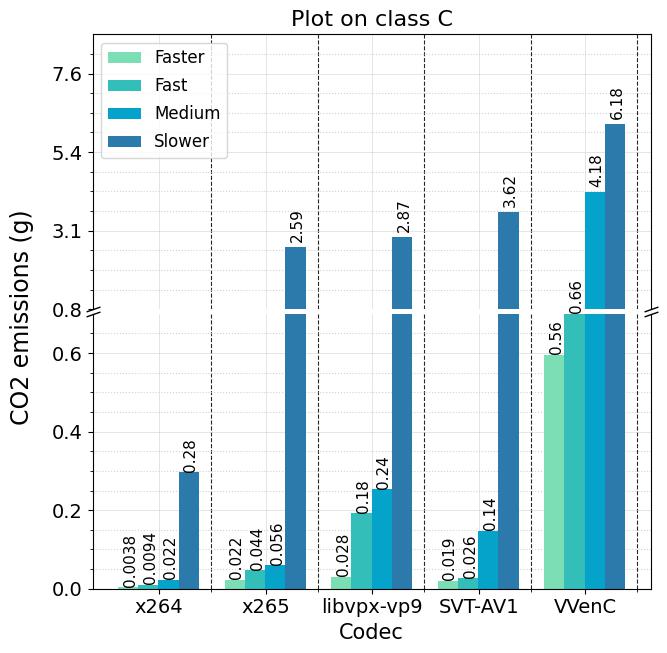 Plot on class C
Faster
Fast
Medium
Slower
CO2 emissions (g)
7.6
5.4
3.1
0.8
0.6
0.4
0.2
0.0
0.0038
0.0094
0.022
0.28
0.022
0.044
0.056
2.59
0.028
0.18
0.24
2.87
0.019
0.026
0.14
3.62
0.56
0.66
4.18
6.18
x264
x265
libvpx-vp9
SVT-AV1
VVenC
Codec